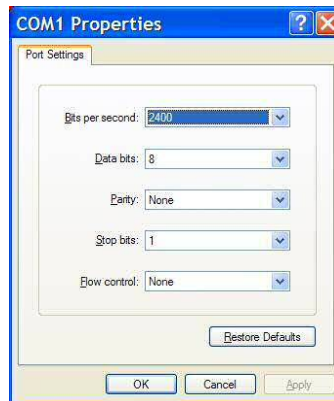 COM1 Properties
Port Settings
Bits per second: 2400
Data bits: 8
Parity: None
Stop bits: 1
Flow control: None
Restore Defaults
OK Cancel Apply